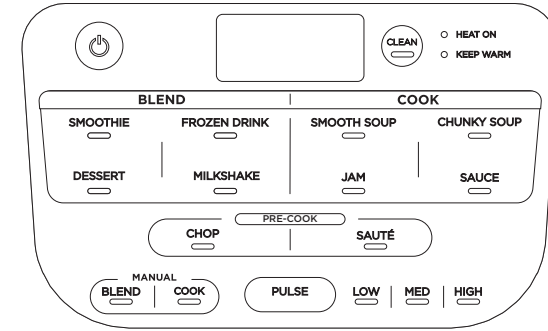 CLEAN
HEAT ON
KEEP WARM
BLEND
COOK
SMOOTHIE
FROZEN DRINK
SMOOTH SOUP
CHUNKY SOUP
DESSERT
MILKSHAKE
JAM
SAUCE
PRE-COOK
CHOP
SAUTÉ
MANUAL
BLEND
COOK
PULSE
LOW
MED
HIGH